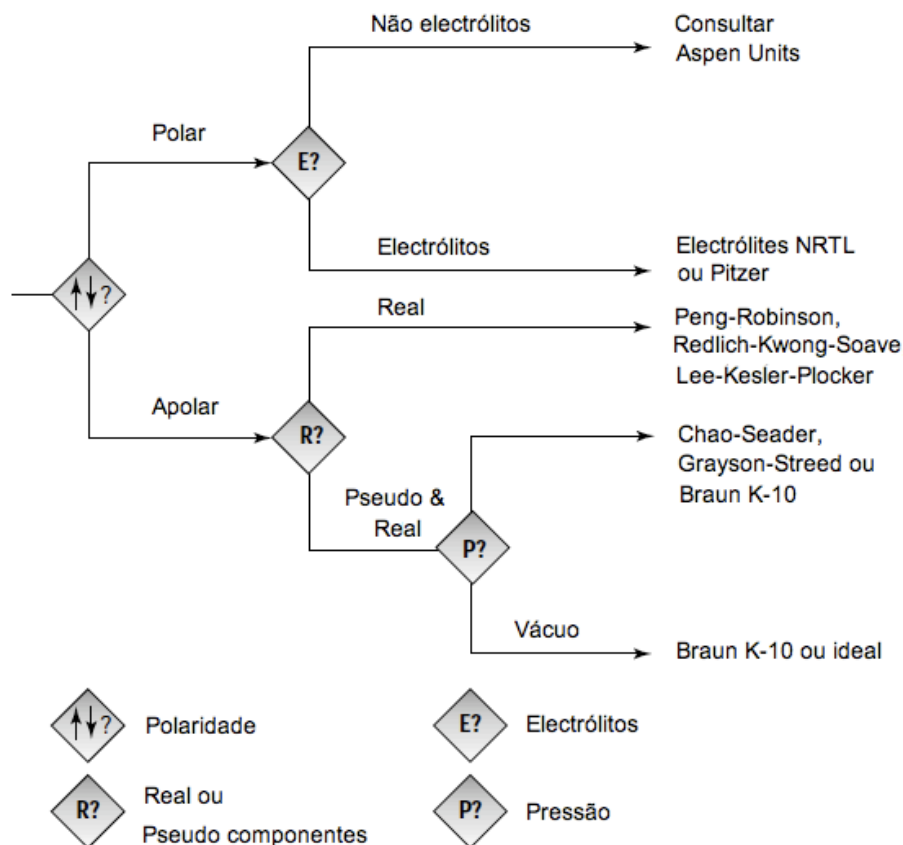 Não electrólitos
Consultar
Aspen Units
Polar
E?
Electrólitos
Electrólites NRTL
ou Pitzer
?
Real
Peng-Robinson,
Redlich-Kwong-Soave
Lee-Kesler-Plocker
Apolar
R?
Chao-Seader,
Grayson-Streed ou
Braun K-10
Pseudo &
Real
P?
Vácuo
Braun K-10 ou ideal
?
Polaridade
E?
Electrólitos
R?
Real ou
Pseudo componentes
P?
Pressão